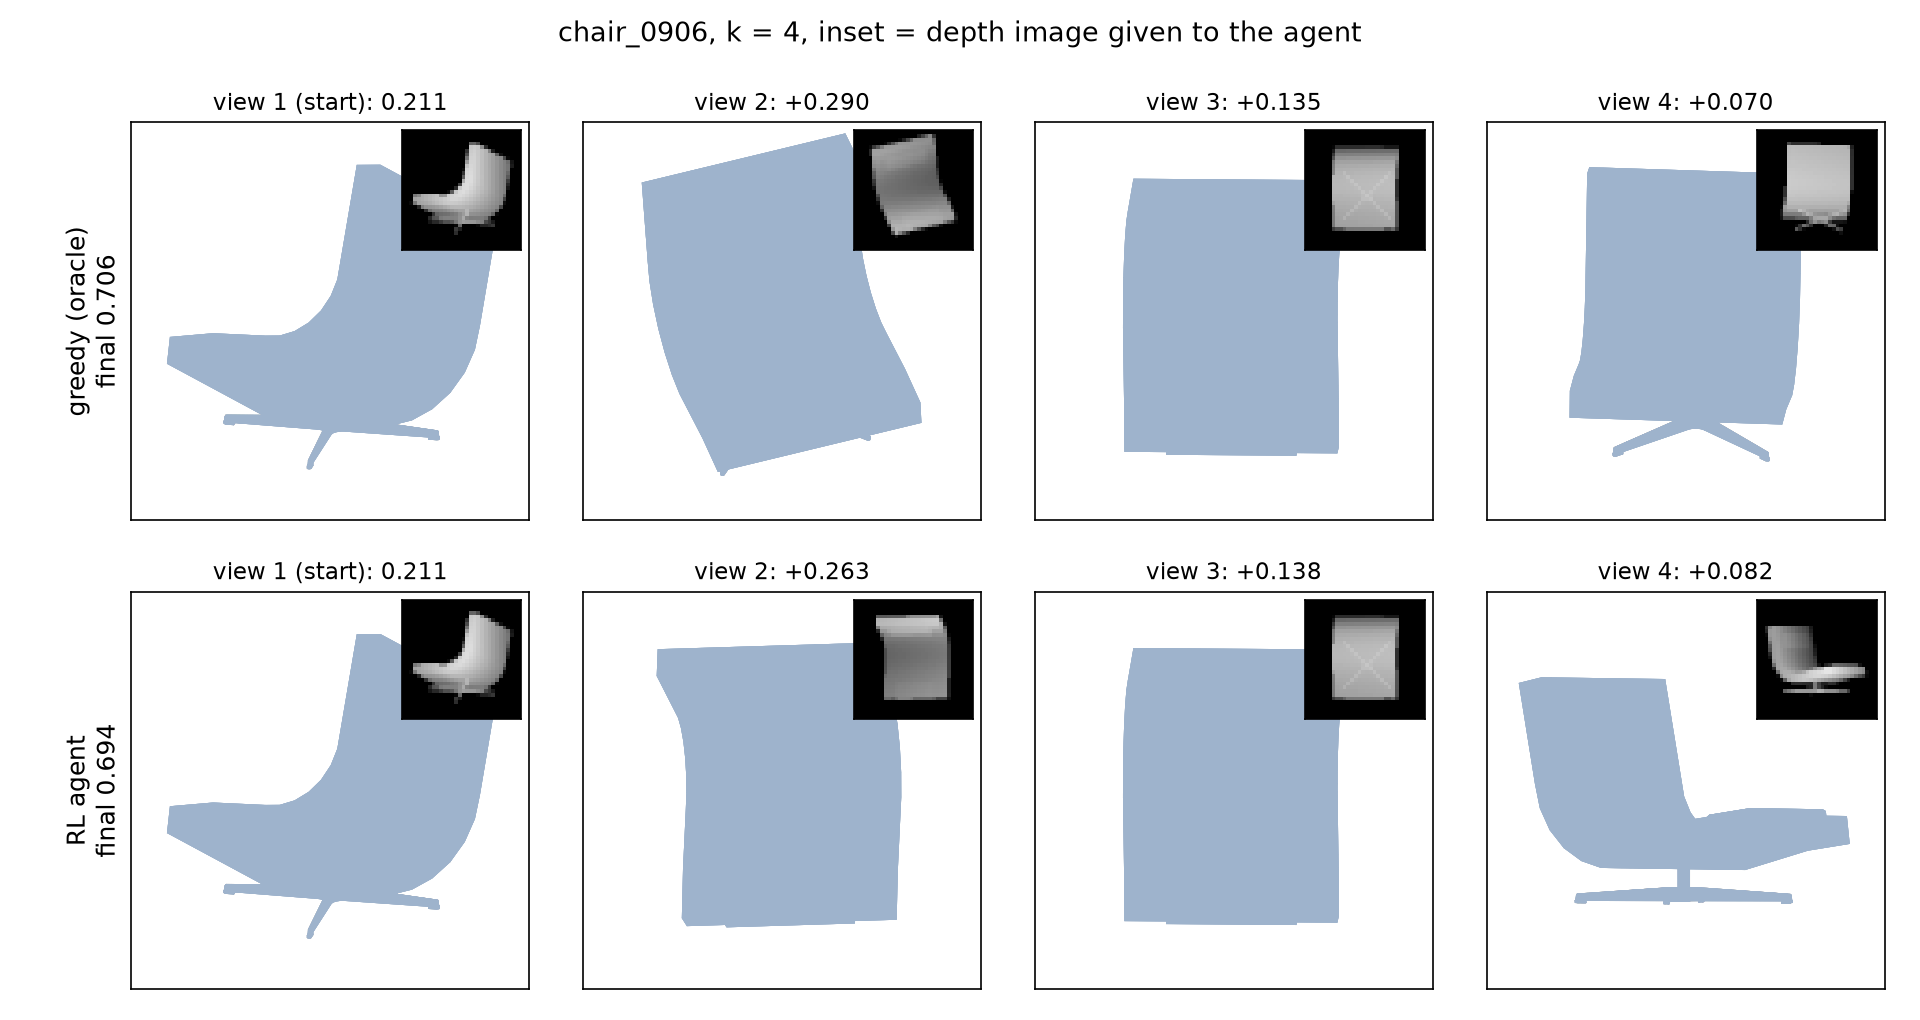 chair_0906, k = 4, inset = depth image given to the agent
greedy (oracle)
final 0.706
view 1 (start): 0.211
view 2: +0.290
view 3: +0.135
view 4: +0.070
RL agent
final 0.694
view 1 (start): 0.211
view 2: +0.263
view 3: +0.138
view 4: +0.082